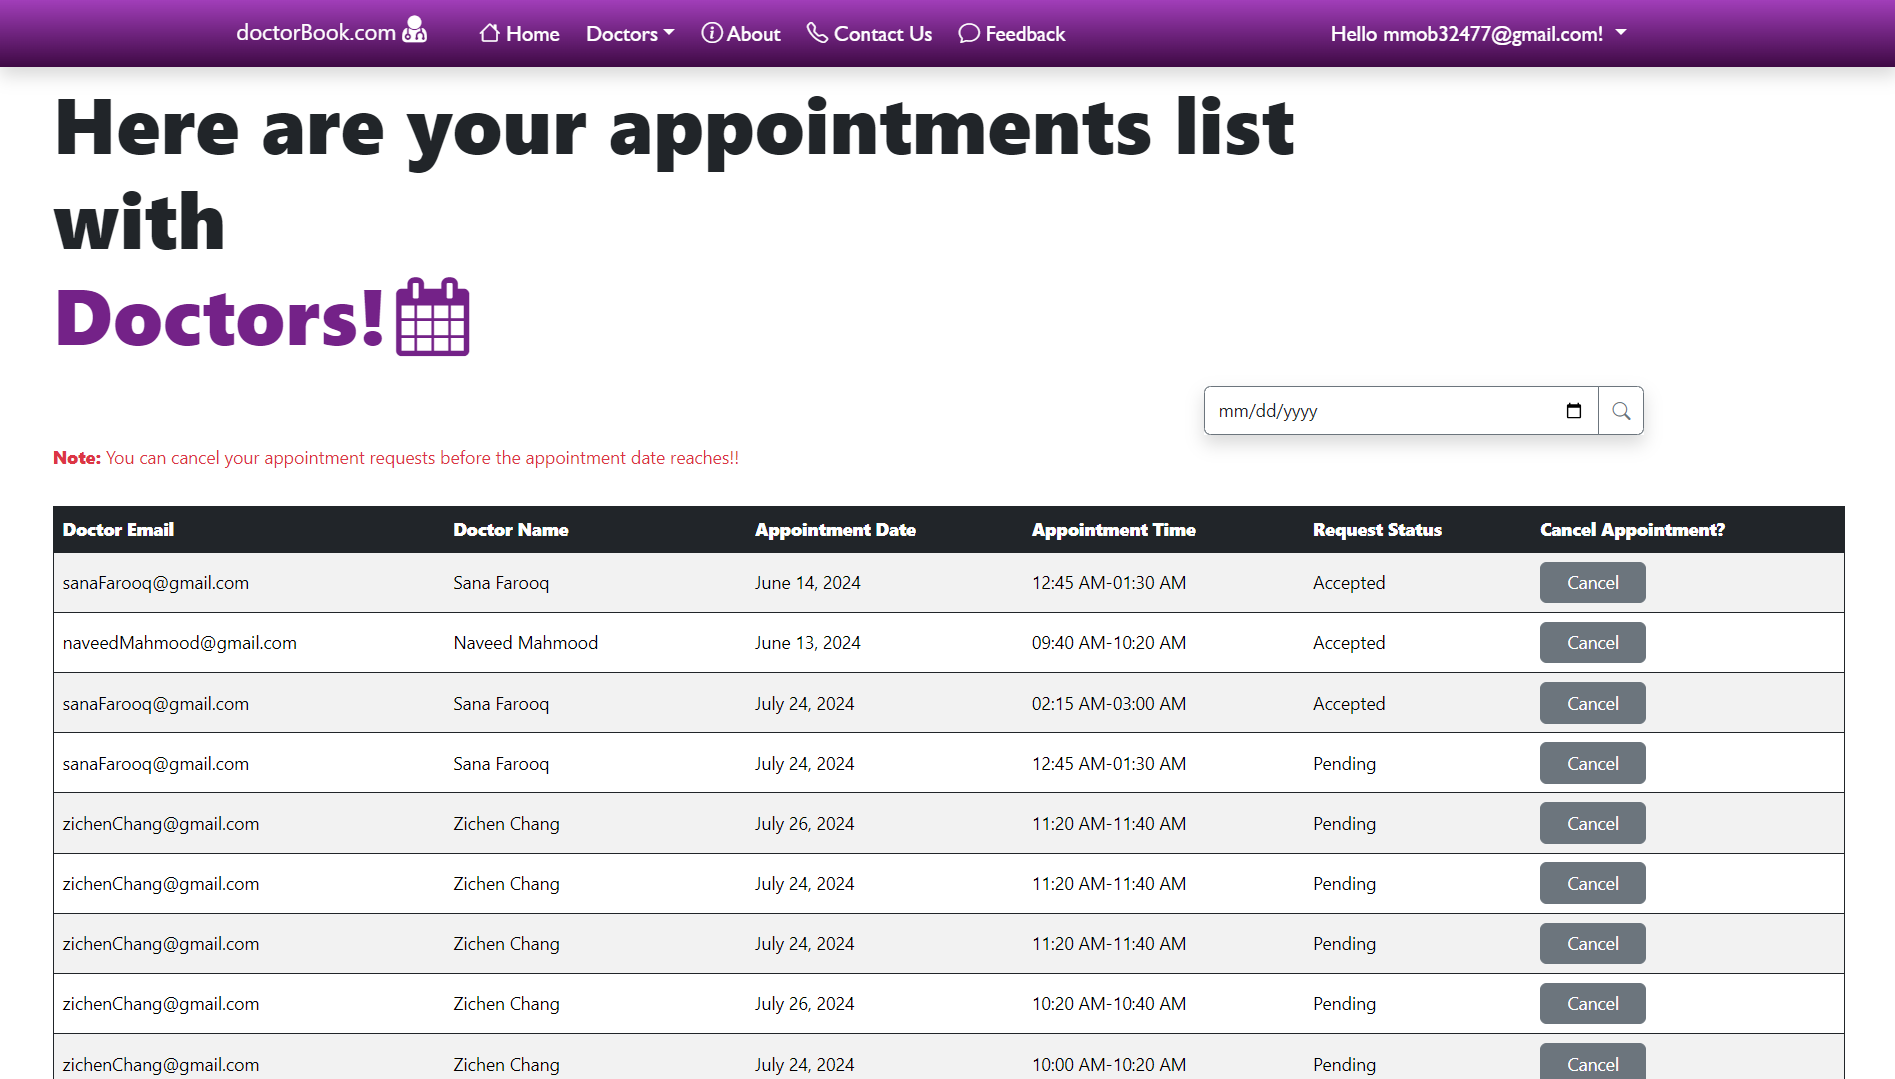 doctorBook.com Home Doctors About Contact Us Feedback Hello mmob32477@gmail.com!
Here are your appointments list
with
Doctors!
mm/dd/yyyy
Note: You can cancel your appointment requests before the appointment date reaches!!
Doctor Email Doctor Name Appointment Date Appointment Time Request Status Cancel Appointment?
sanaFarooq@gmail.com Sana Farooq June 14, 2024 12:45 AM-01:30 AM Accepted Cancel
naveedMahmood@gmail.com Naveed Mahmood June 13, 2024 09:40 AM-10:20 AM Accepted Cancel
sanaFarooq@gmail.com Sana Farooq July 24, 2024 02:15 AM-03:00 AM Accepted Cancel
sanaFarooq@gmail.com Sana Farooq July 24, 2024 12:45 AM-01:30 AM Pending Cancel
zichenChang@gmail.com Zichen Chang July 26, 2024 11:20 AM-11:40 AM Pending Cancel
zichenChang@gmail.com Zichen Chang July 24, 2024 11:20 AM-11:40 AM Pending Cancel
zichenChang@gmail.com Zichen Chang July 24, 2024 11:20 AM-11:40 AM Pending Cancel
zichenChang@gmail.com Zichen Chang July 26, 2024 10:20 AM-10:40 AM Pending Cancel
zichenChang@gmail.com Zichen Chang July 24, 2024 10:00 AM-10:20 AM Pending Cancel